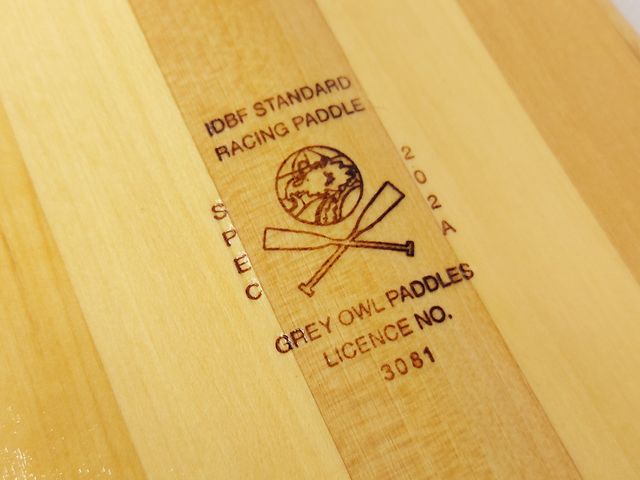 IDBF STANDARD
RACING PADDLE
SPEC
202A
GREY OWL PADDLES
LICENCE NO.
3081